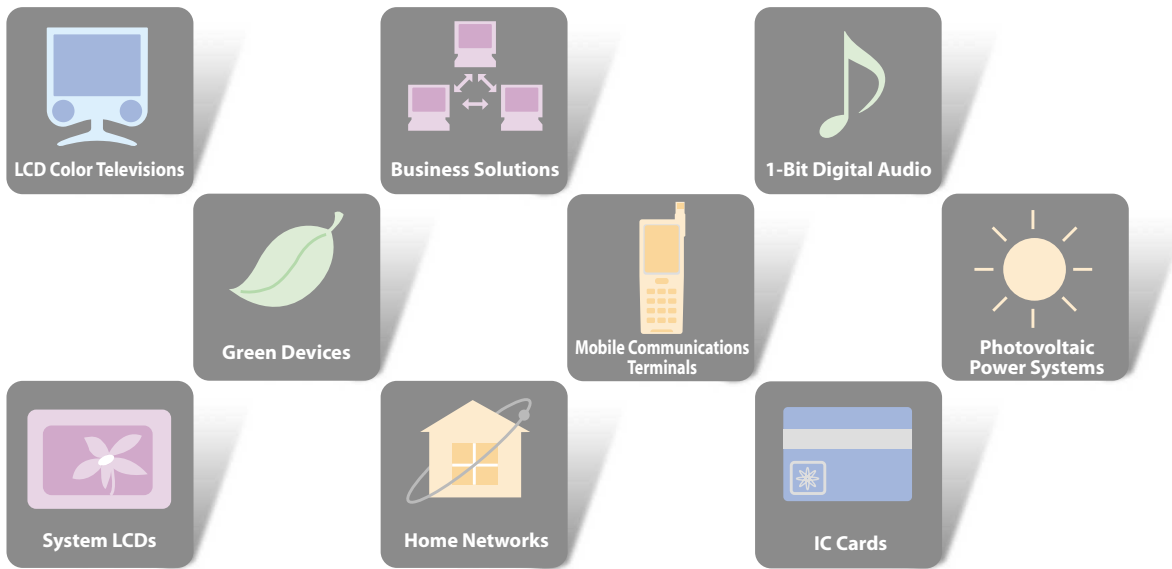 LCD Color Televisions
Business Solutions
1-Bit Digital Audio
Green Devices
Mobile Communications
Terminals
Photovoltaic
Power Systems
System LCDs
Home Networks
IC Cards